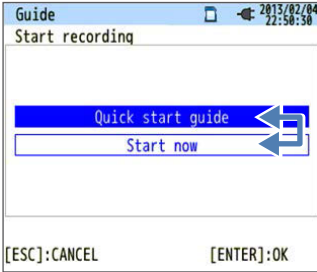 Guide 2013/02/04
22:50:30
Start recording
Quick start guide
Start now
[ESC]:CANCEL [ENTER]:OK